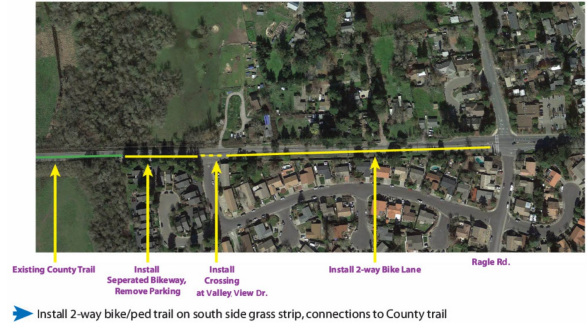 Existing County Trail
Install
Seperated Bikeway,
Remove Parking
Install
Crossing
at Valley View Dr.
Install 2-way Bike Lane
Ragle Rd.
Install 2-way bike/ped trail on south side grass strip, connections to County trail